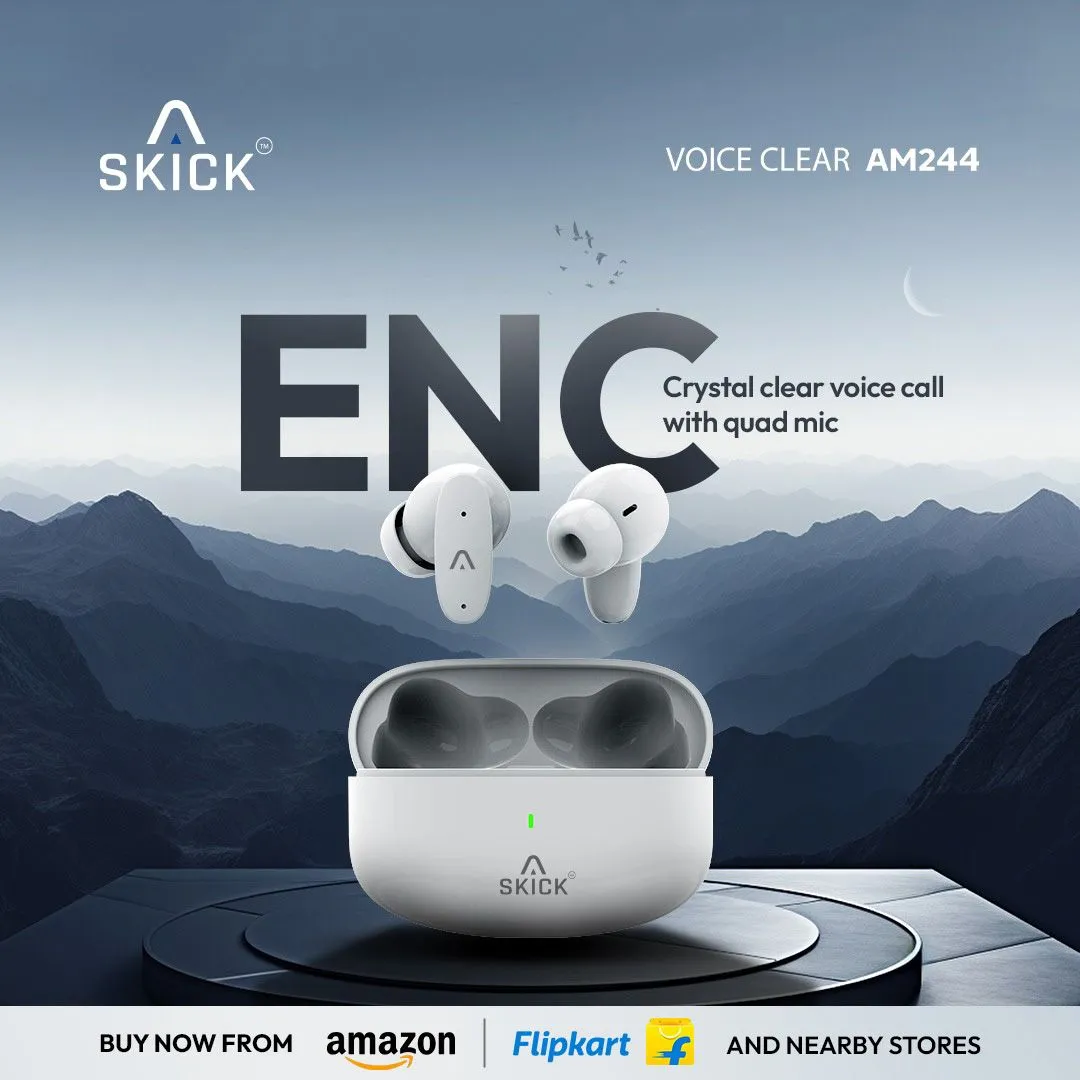 SKICK™
VOICE CLEAR AM244
ENC
Crystal clear voice call
with quad mic
SKICK
BUY NOW FROM amazon | Flipkart AND NEARBY STORES